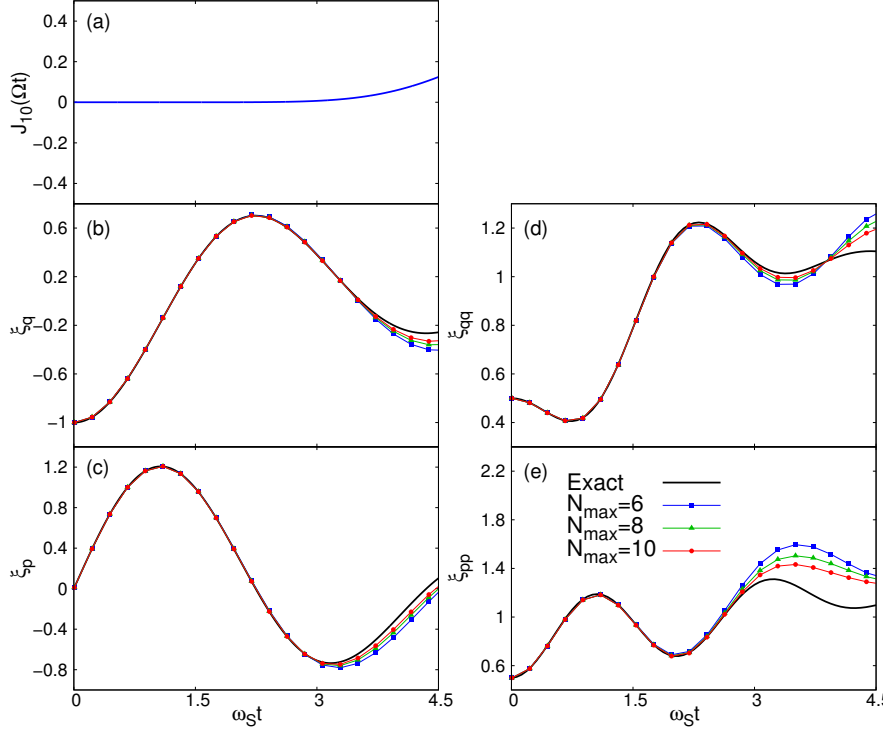 (a)
0.4
0.2
0
−0.2
−0.4
J10(Ωt)
(b)
0.6
0.2
−0.2
−0.6
−1
ξq
(c)
1.2
0.8
0.4
0
−0.4
−0.8
ξp
0
1.5
3
4.5
ωSt
(d)
1.2
1
0.8
0.6
0.4
ξqq
(e)
Exact
Nmax=6
Nmax=8
Nmax=10
2.2
1.8
1.4
1
0.6
ξpp
0
1.5
3
4.5
ωSt